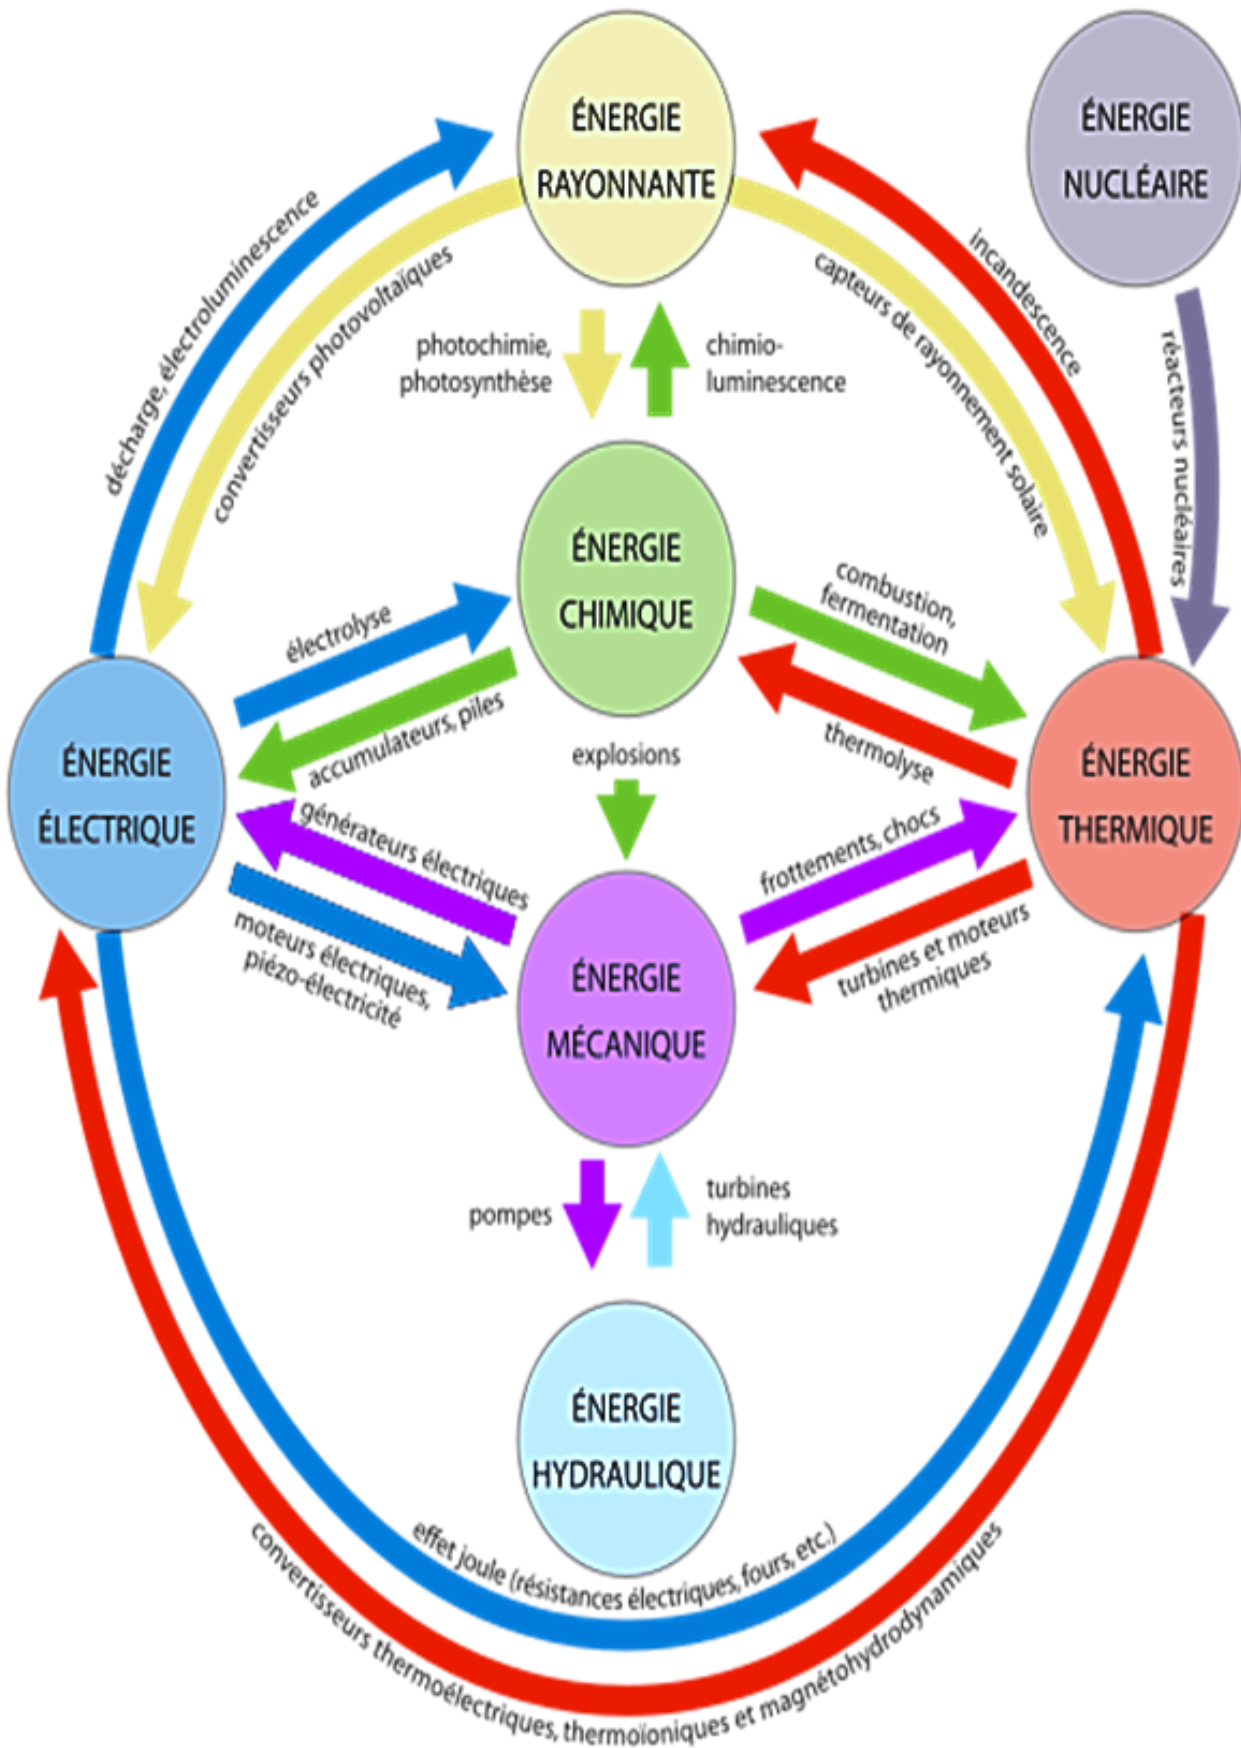 ÉNERGIE
RAYONNANTE
ÉNERGIE
NUCLÉAIRE
décharge, électroluminescence
convertisseurs photovoltaïques
photochimie,
photosynthèse
chimio-
luminescence
capteurs de rayonnement solaire
incandescence
réacteurs nucléaires
ÉNERGIE
CHIMIQUE
électrolyse
accumulateurs, piles
combustion,
fermentation
thermolyse
explosions
ÉNERGIE
ÉLECTRIQUE
ÉNERGIE
THERMIQUE
générateurs électriques
moteurs électriques,
piézo-électricité
frottements, chocs
turbines et moteurs
thermiques
ÉNERGIE
MÉCANIQUE
pompes
turbines
hydrauliques
ÉNERGIE
HYDRAULIQUE
effet joule (résistances électriques, fours, etc.)
convertisseurs thermoélectriques, thermoïoniques et magnétohydrodynamiques